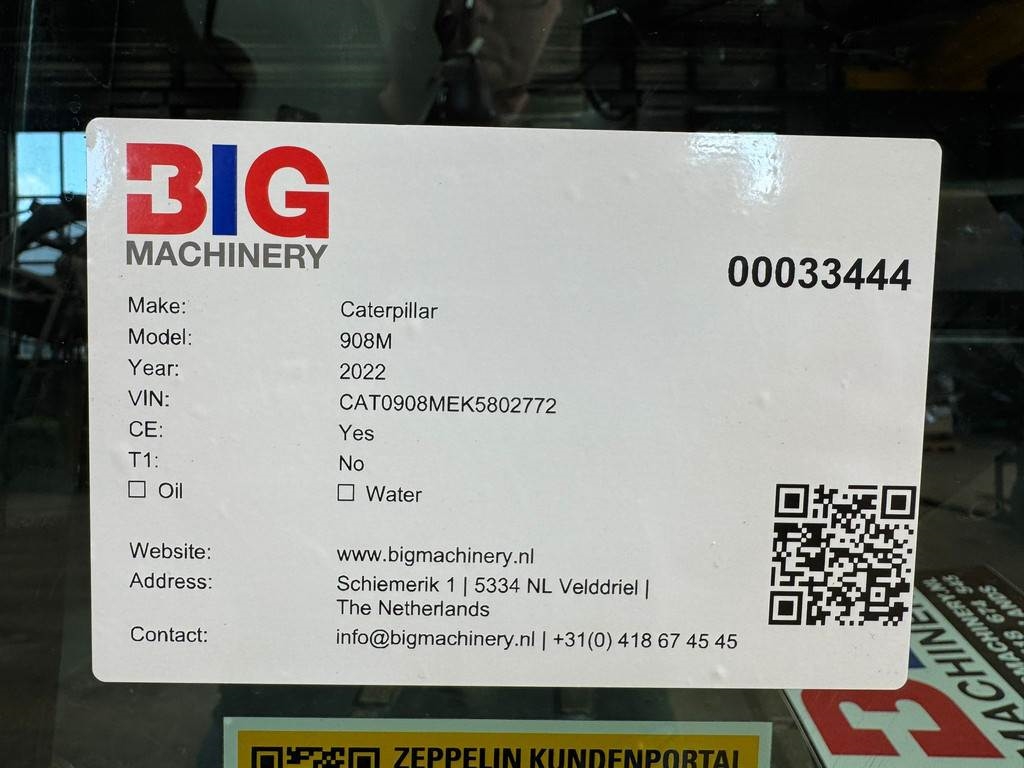 BIG
MACHINERY
00033444
Make: Caterpillar
Model: 908M
Year: 2022
VIN: CAT0908MEK5802772
CE: Yes
T1: No
☐ Oil ☐ Water
Website: www.bigmachinery.nl
Address: Schiemerik 1 | 5334 NL Velddriel |
The Netherlands
Contact: info@bigmachinery.nl | +31(0) 418 67 45 45
ZEPPELIN KUNDENPORTAL